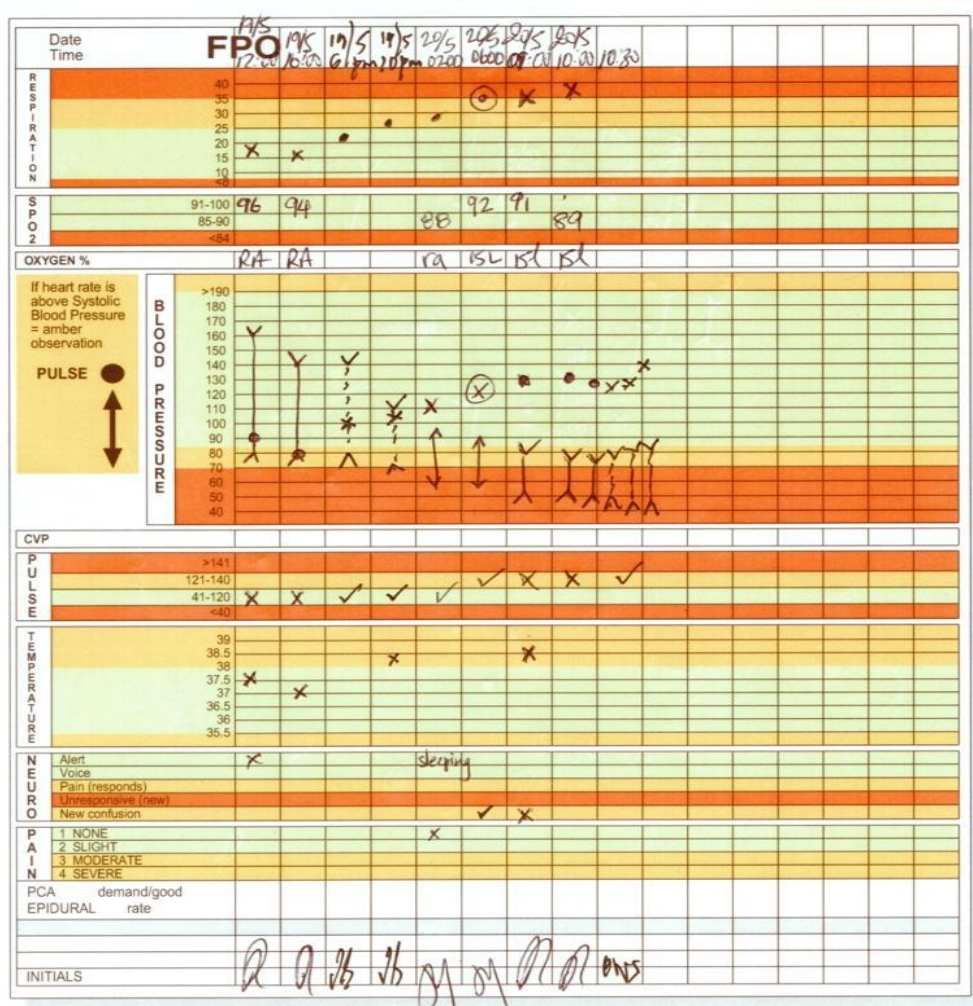 17/5
Date FPO 19/5 19/5 19/5 20/5 20/5 20/5 20/5
Time 17:00 10:00 6pm 10pm 0200 0600 09:00 10:00 10:30
RESPIRATION
40
35
30
25
20
15
10
<8
SPO2
91-100 96 94 92 91
85-90 88 89
<84
OXYGEN % RA RA ra 15L 15l 15l
If heart rate is
above Systolic
Blood Pressure
= amber
observation
PULSE
BLOOD PRESSURE
>190
180
170
160
150
140
130
120
110
100
90
80
70
60
50
40
CVP
PULSE
>141
121-140
41-120
<40
TEMPERATURE
39
38.5
38
37.5
37
36.5
36
35.5
NEURO
Alert sleeping
Voice
Pain (responds)
Unresponsive (new)
New confusion
PAIN
1 NONE
2 SLIGHT
3 MODERATE
4 SEVERE
PCA demand/good
EPIDURAL rate
INITIALS